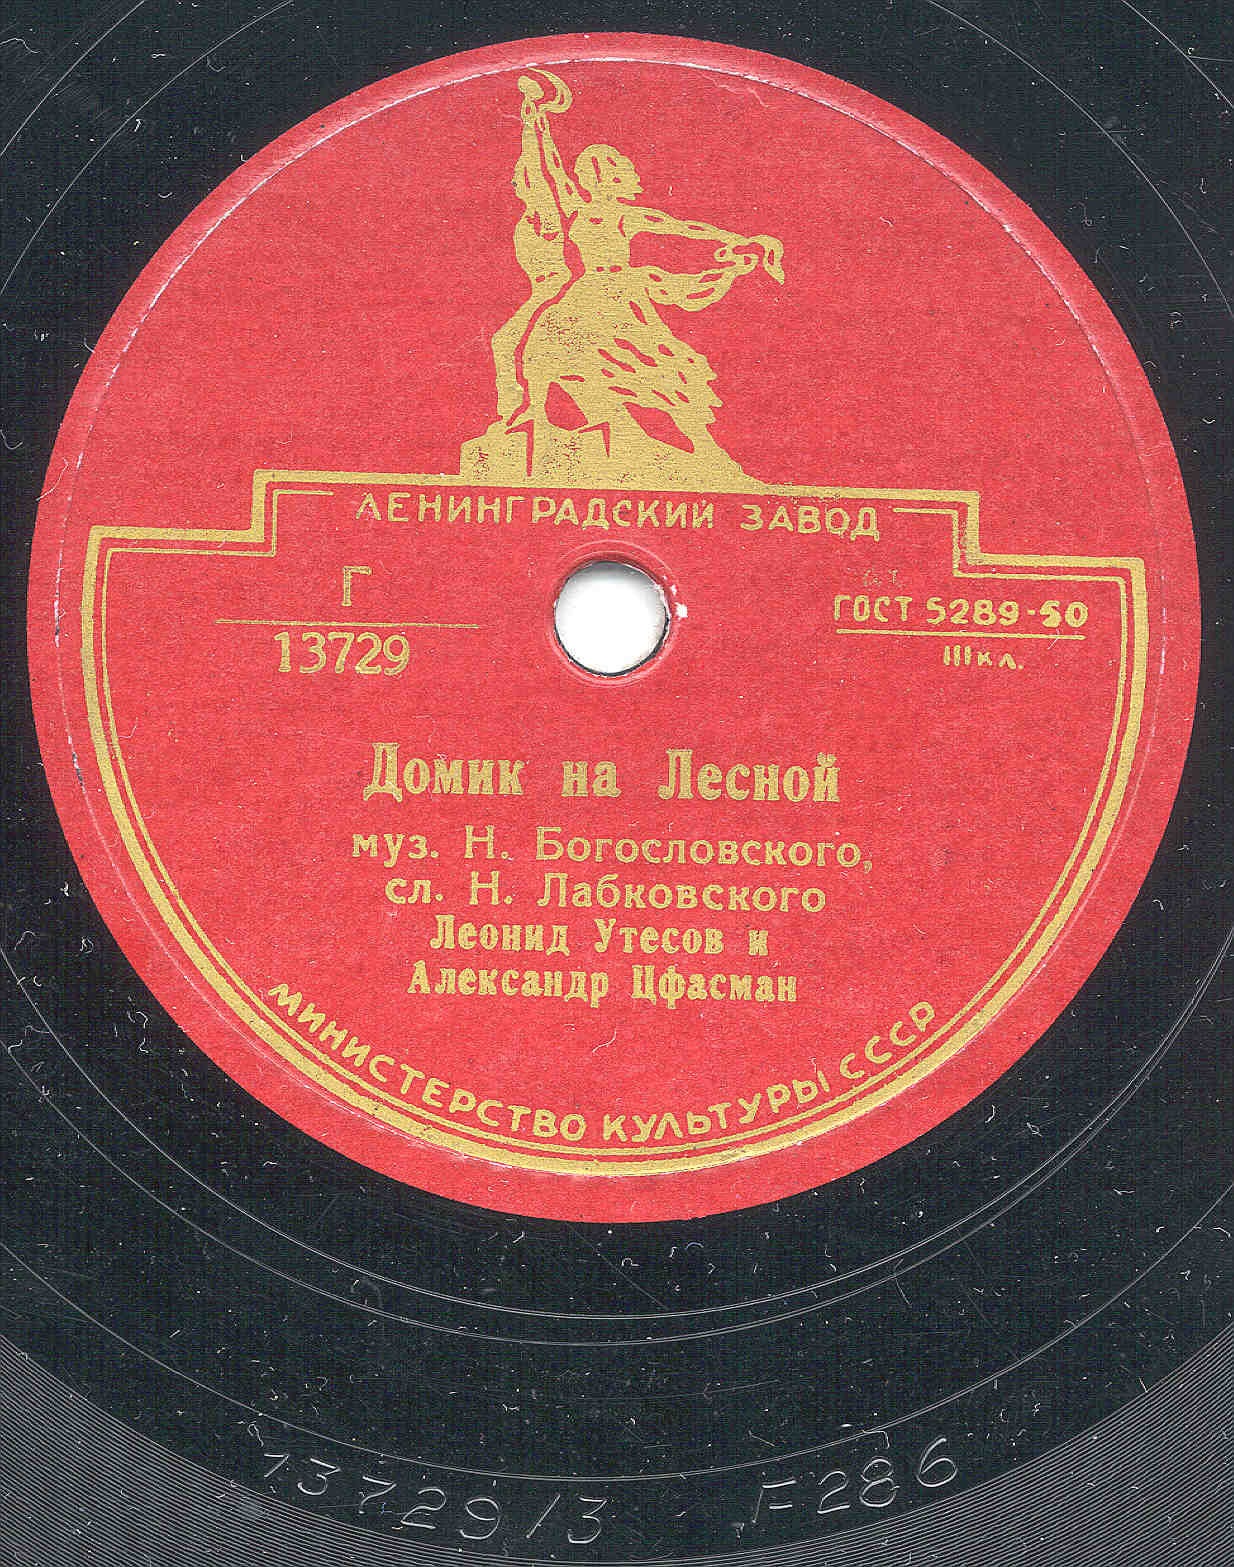 ЛЕНИНГРАДСКИЙ ЗАВОД
Г
13729
ГОСТ 5289-50
III кл.
Домик на Лесной
муз. Н. Богословского,
сл. Н. Лабковского
Леонид Утесов и
Александр Цфасман
МИНИСТЕРСТВО КУЛЬТУРЫ СССР
13729/3 F286